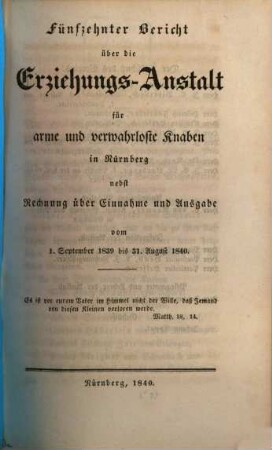 Fünfzehnter Bericht
über die
Erziehungs-Anstalt
für
arme und verwahrloste Knaben
in Nürnberg
nebst
Rechnung über Einnahme und Ausgabe
vom
1. September 1839 bis 31. August 1840.
Es ist vor eurem Vater im Himmel nicht der Wille, daß Jemand
von diesen Kleinen verloren werde.
Matth. 18, 14.
Nürnberg, 1840.